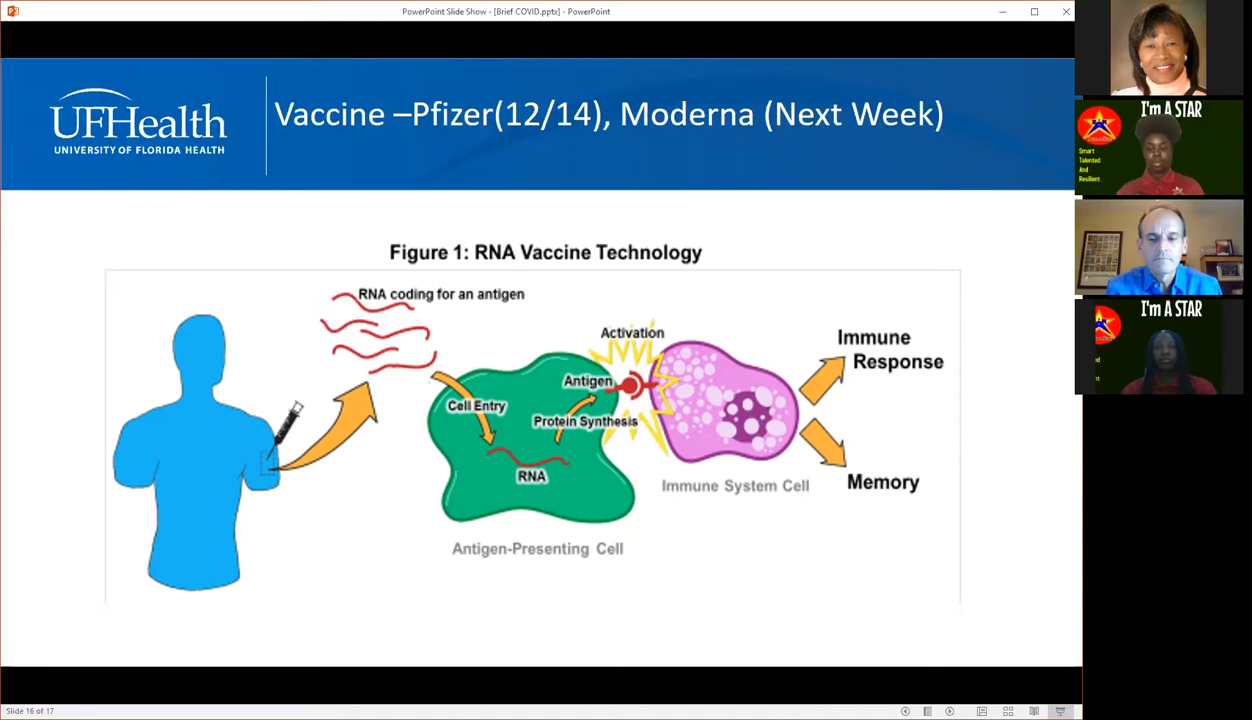 PowerPoint Slide Show - [Brief COVID.pptx] - PowerPoint
UFHealth
UNIVERSITY OF FLORIDA HEALTH
Vaccine –Pfizer(12/14), Moderna (Next Week)
Figure 1: RNA Vaccine Technology
RNA coding for an antigen
Activation
Antigen
Cell Entry
Protein Synthesis
RNA
Antigen-Presenting Cell
Immune System Cell
Immune
Response
Memory
I'm A STAR
Smart
Talented
And
Resilient
I'm A STAR
Slide 16 of 17